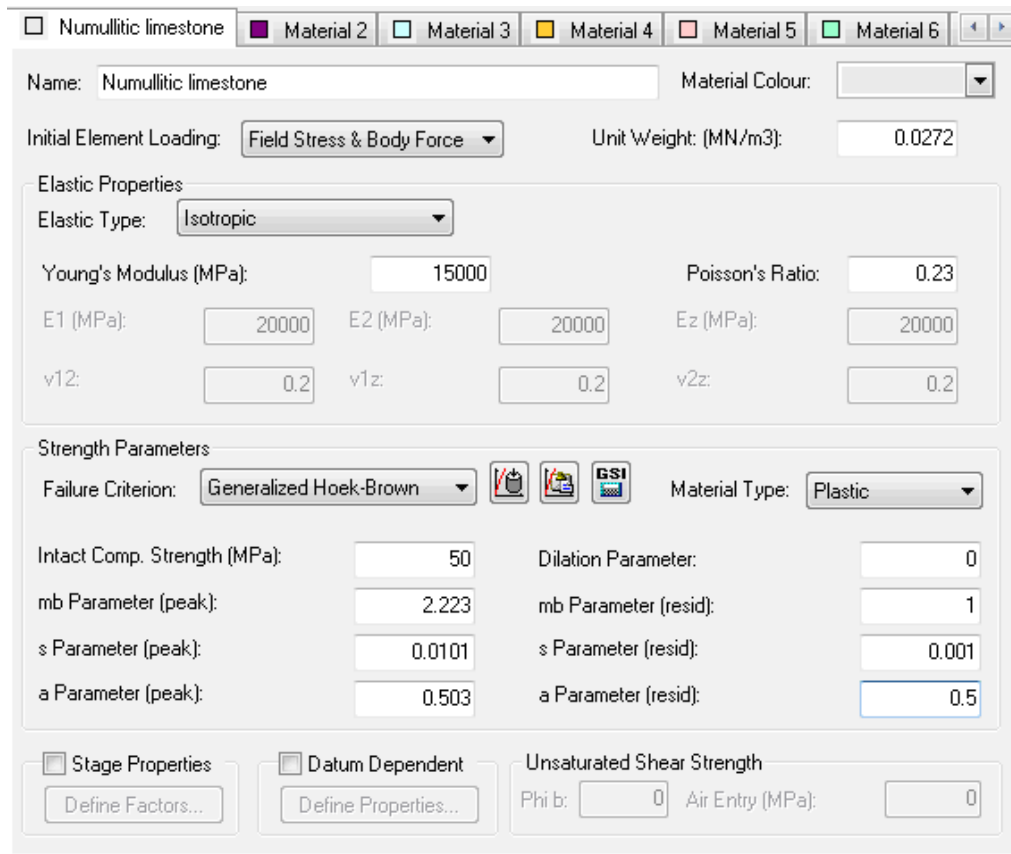 Numullitic limestone Material 2 Material 3 Material 4 Material 5 Material 6
Name: Numullitic limestone Material Colour:
Initial Element Loading: Field Stress & Body Force Unit Weight: (MN/m3): 0.0272
Elastic Properties
Elastic Type: Isotropic
Young's Modulus (MPa): 15000 Poisson's Ratio: 0.23
E1 (MPa): 20000 E2 (MPa): 20000 Ez (MPa): 20000
v12: 0.2 v1z: 0.2 v2z: 0.2
Strength Parameters
Failure Criterion: Generalized Hoek-Brown GSI Material Type: Plastic
Intact Comp. Strength (MPa): 50 Dilation Parameter: 0
mb Parameter (peak): 2.223 mb Parameter (resid): 1
s Parameter (peak): 0.0101 s Parameter (resid): 0.001
a Parameter (peak): 0.503 a Parameter (resid): 0.5
Stage Properties Datum Dependent Unsaturated Shear Strength
Define Factors... Define Properties... Phi b: 0 Air Entry (MPa): 0